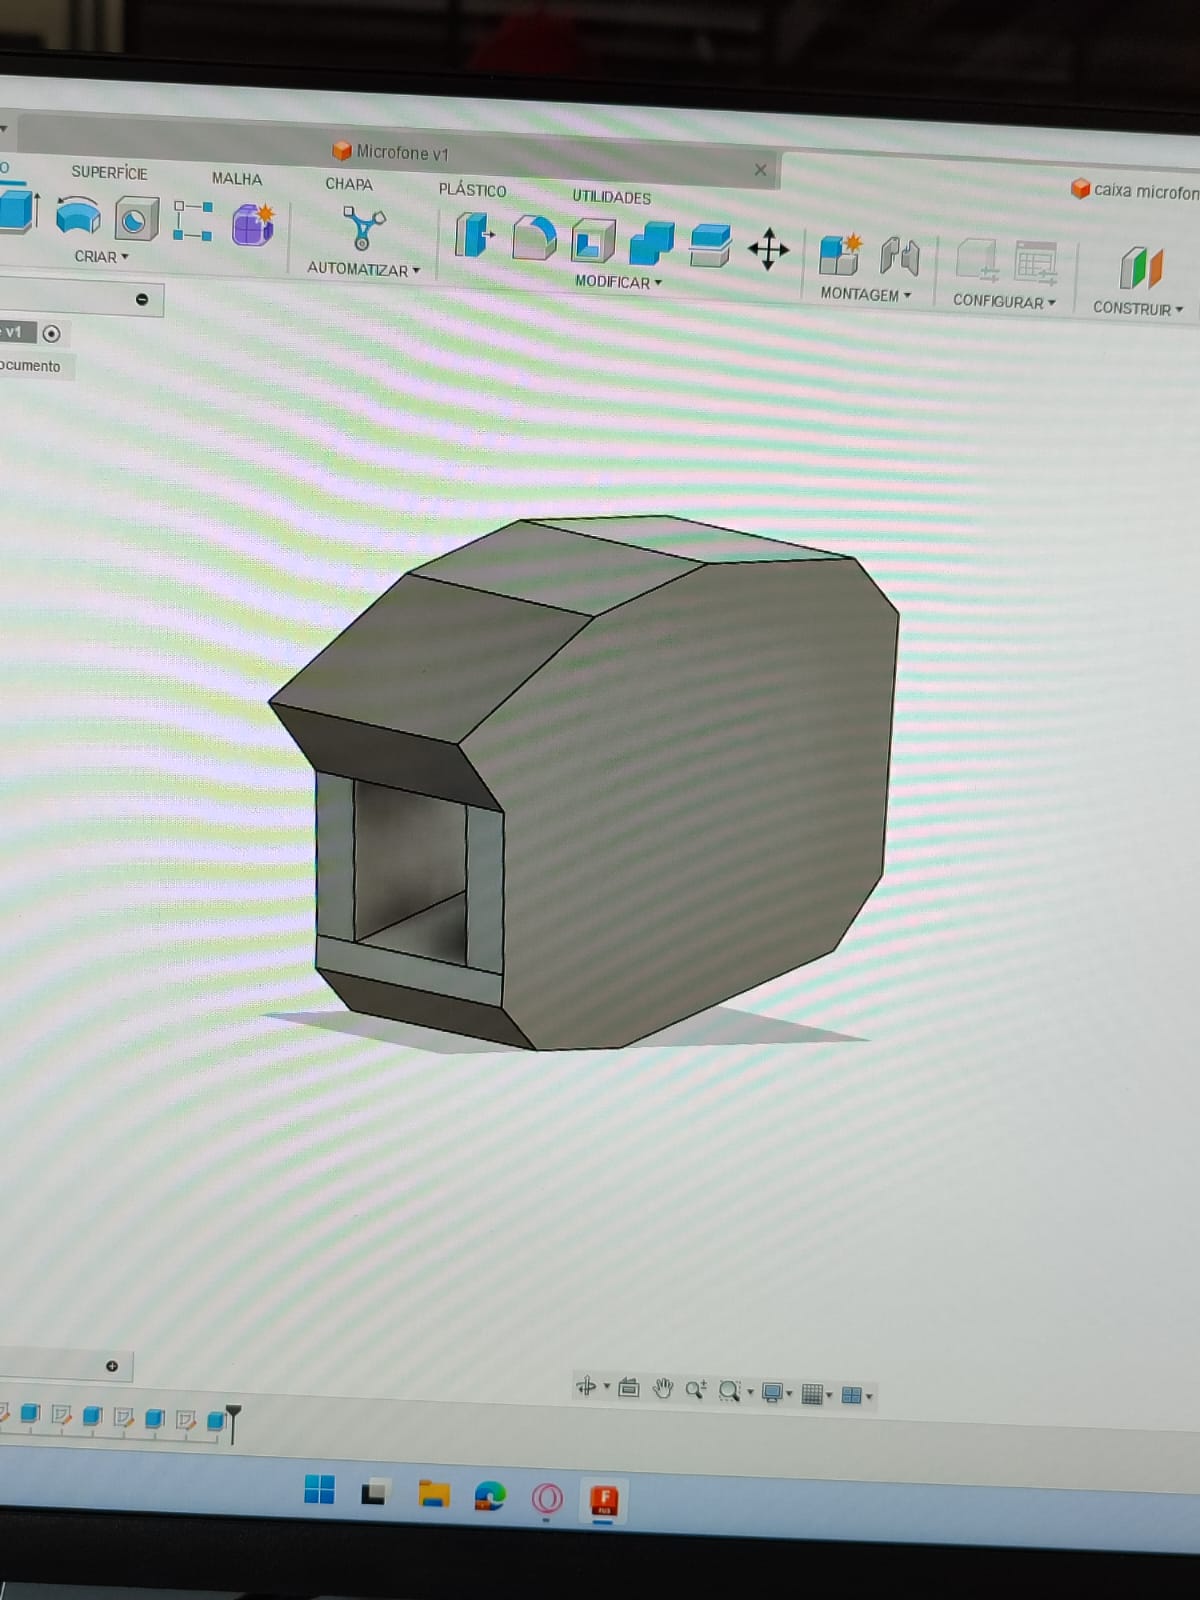 Microfone v1
caixa microfon
O
SUPERFÍCIE
MALHA
CHAPA
PLÁSTICO
UTILIDADES
CRIAR
AUTOMATIZAR
MODIFICAR
MONTAGEM
CONFIGURAR
CONSTRUIR
v1
ocumento
F